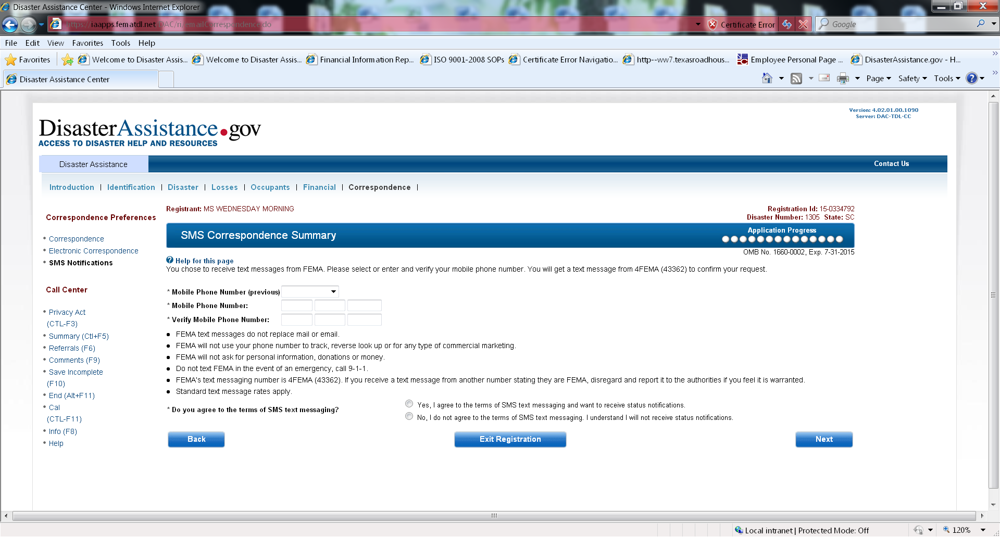 Disaster Assistance Center - Windows Internet Explorer
https://iaapps.fematdl.net/DAC/ri/emailCorrespondence.do
Certificate Error
Google
File Edit View Favorites Tools Help
Favorites
Welcome to Disaster Assis...
Welcome to Disaster Assis...
Financial Information Rep...
ISO 9001-2008 SOPs
Certificate Error Navigatio...
http--ww7.texasroadhous...
Employee Personal Page ...
DisasterAssistance.gov - H...
Disaster Assistance Center
Page Safety Tools
Version: 4.02.01.00.1090
Server: DAC-TDL-CC
DisasterAssistance.gov
ACCESS TO DISASTER HELP AND RESOURCES
Disaster Assistance
Contact Us
Introduction | Identification | Disaster | Losses | Occupants | Financial | Correspondence |
Correspondence Preferences
Correspondence
Electronic Correspondence
SMS Notifications
Call Center
Privacy Act
(CTL-F3)
Summary (Ctl+F5)
Referrals (F6)
Comments (F9)
Save Incomplete
(F10)
End (Alt+F11)
Cal
(CTL-F11)
Info (F8)
Help
Registrant: MS WEDNESDAY MORNING
Registration Id: 15-0334792
Disaster Number: 1305 State: SC
SMS Correspondence Summary
Application Progress
OMB No. 1660-0002, Exp. 7-31-2015
Help for this page
You chose to receive text messages from FEMA. Please select or enter and verify your mobile phone number. You will get a text message from 4FEMA (43362) to confirm your request.
* Mobile Phone Number (previous)
* Mobile Phone Number:
* Verify Mobile Phone Number:
FEMA text messages do not replace mail or email.
FEMA will not use your phone number to track, reverse look up or for any type of commercial marketing.
FEMA will not ask for personal information, donations or money.
Do not text FEMA in the event of an emergency, call 9-1-1.
FEMA's text messaging number is 4FEMA (43362). If you receive a text message from another number stating they are FEMA, disregard and report it to the authorities if you feel it is warranted.
Standard text message rates apply.
* Do you agree to the terms of SMS text messaging?
Yes, I agree to the terms of SMS text messaging and want to receive status notifications.
No, I do not agree to the terms of SMS text messaging. I understand I will not receive status notifications.
Back
Exit Registration
Next
Local intranet | Protected Mode: Off
120%